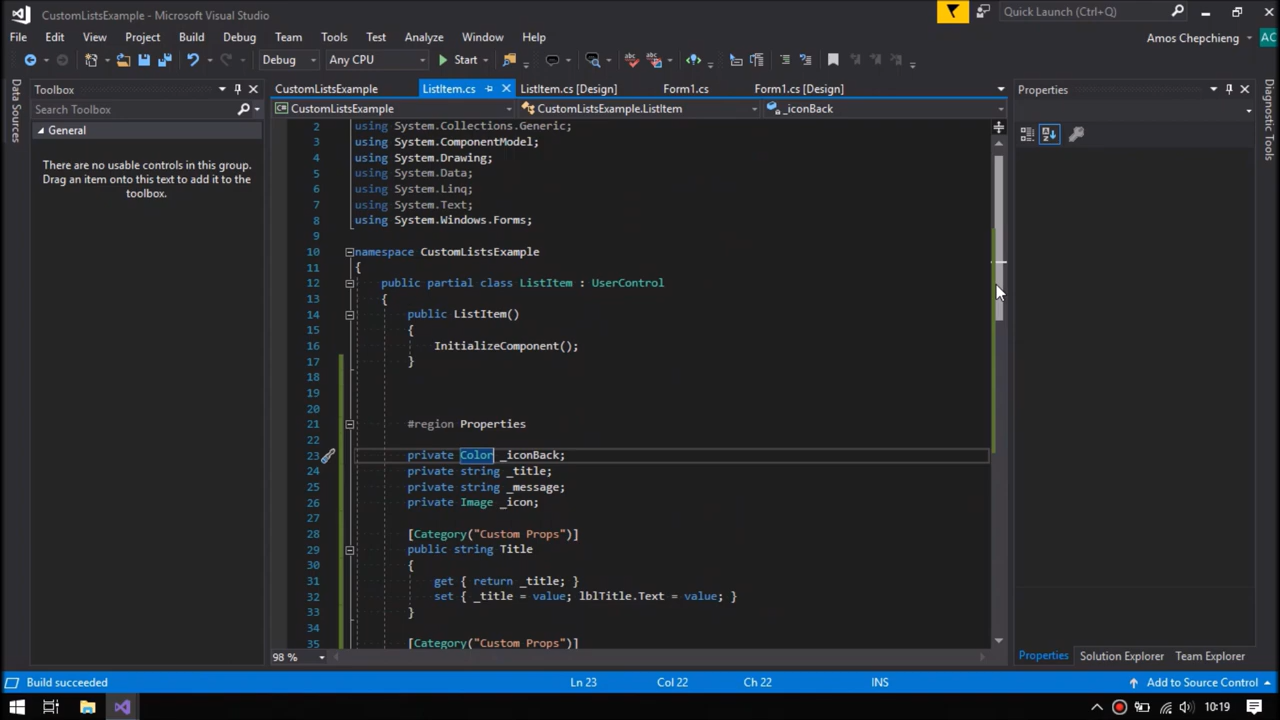 CustomListsExample - Microsoft Visual Studio
Quick Launch (Ctrl+Q)
File Edit View Project Build Debug Team Tools Test Analyze Window Help
Amos Chepchieng AC
Debug Any CPU Start
Data Sources
Toolbox
Search Toolbox
General
There are no usable controls in this group.
Drag an item onto this text to add it to the
toolbox.
CustomListsExample ListItem.cs ListItem.cs [Design] Form1.cs Form1.cs [Design]
CustomListsExample CustomListsExample.ListItem _iconBack
2 using System.Collections.Generic;
3 using System.ComponentModel;
4 using System.Drawing;
5 using System.Data;
6 using System.Linq;
7 using System.Text;
8 using System.Windows.Forms;
9
10 namespace CustomListsExample
11 {
12 public partial class ListItem : UserControl
13 {
14 public ListItem()
15 {
16 InitializeComponent();
17 }
18
19
20
21 #region Properties
22
23 private Color _iconBack;
24 private string _title;
25 private string _message;
26 private Image _icon;
27
28 [Category("Custom Props")]
29 public string Title
30 {
31 get { return _title; }
32 set { _title = value; lblTitle.Text = value; }
33 }
34
35 [Category("Custom Props")]
98 %
Properties
Diagnostic Tools
Properties Solution Explorer Team Explorer
Build succeeded Ln 23 Col 22 Ch 22 INS Add to Source Control
10:19